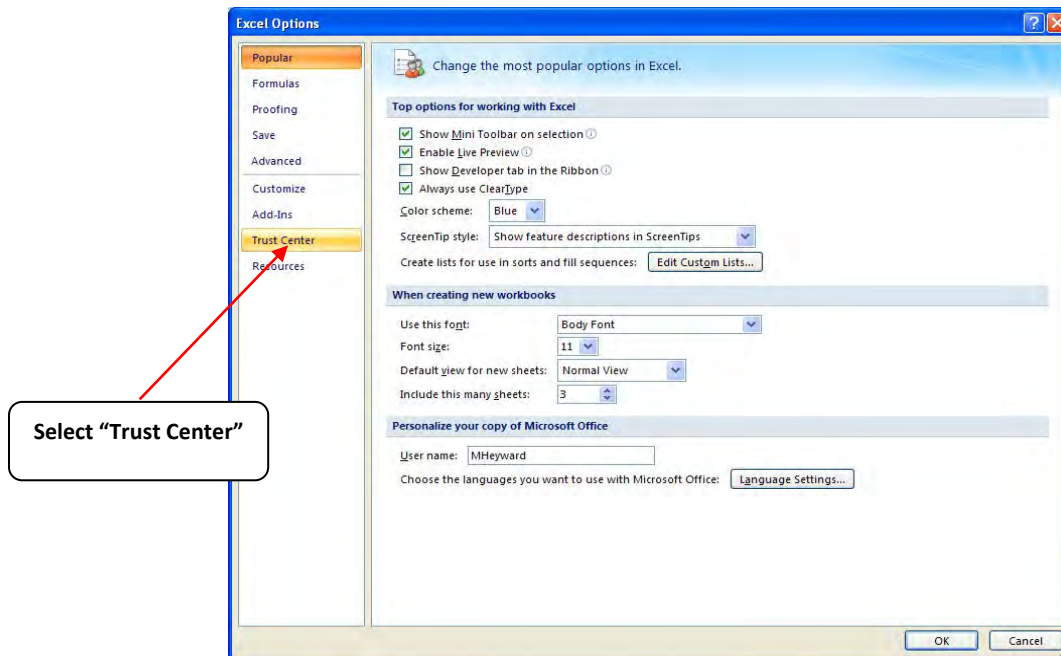 Excel Options
Popular
Formulas
Proofing
Save
Advanced
Customize
Add-Ins
Trust Center
Resources
Change the most popular options in Excel.
Top options for working with Excel
Show Mini Toolbar on selection
Enable Live Preview
Show Developer tab in the Ribbon
Always use ClearType
Color scheme: Blue
ScreenTip style: Show feature descriptions in ScreenTips
Create lists for use in sorts and fill sequences: Edit Custom Lists...
When creating new workbooks
Use this font: Body Font
Font size: 11
Default view for new sheets: Normal View
Include this many sheets: 3
Personalize your copy of Microsoft Office
User name: MHeyward
Choose the languages you want to use with Microsoft Office: Language Settings...
OK Cancel
Select “Trust Center”